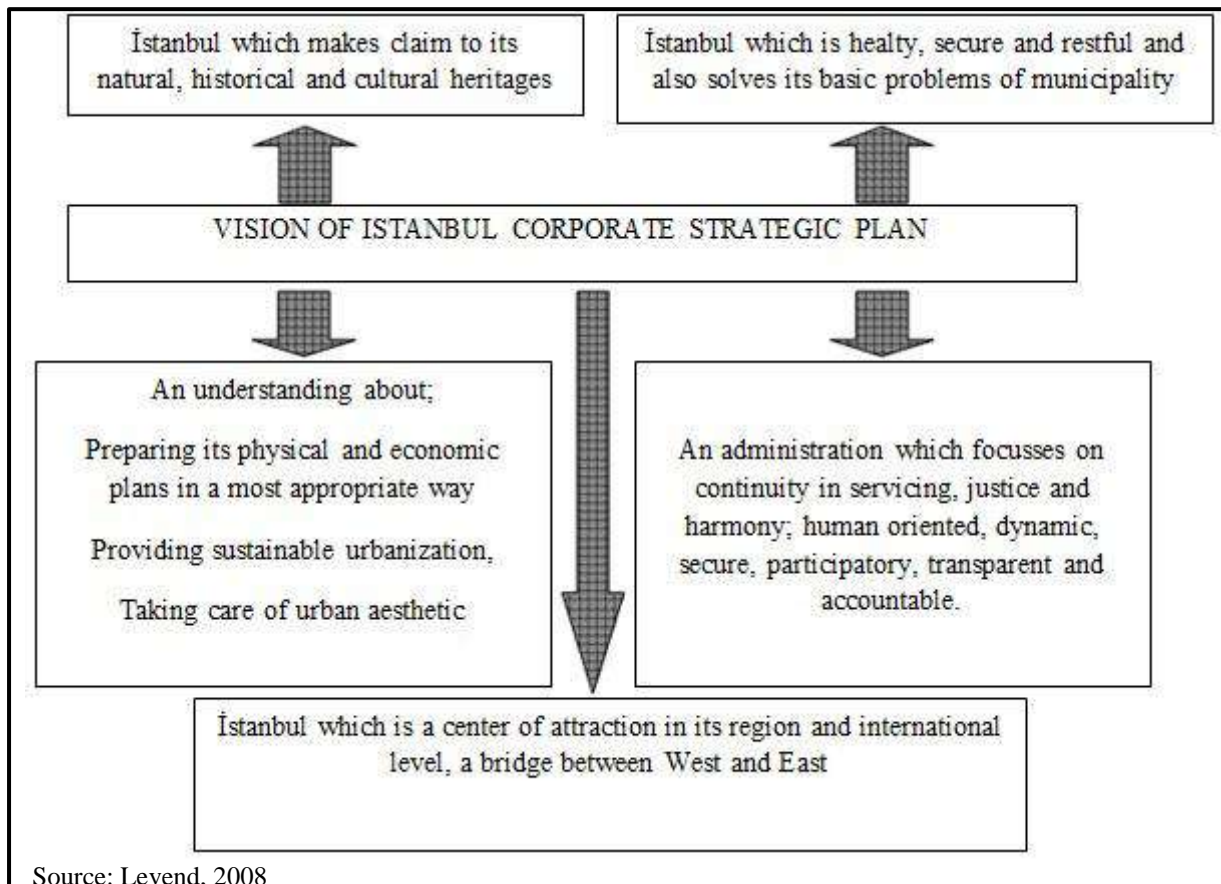 İstanbul which makes claim to its
natural, historical and cultural heritages
İstanbul which is healty, secure and restful and
also solves its basic problems of municipality
VISION OF ISTANBUL CORPORATE STRATEGIC PLAN
An understanding about;
Preparing its physical and economic
plans in a most appropriate way
Providing sustainable urbanization,
Taking care of urban aesthetic
An administration which focusses on
continuity in servicing, justice and
harmony; human oriented, dynamic,
secure, participatory, transparent and
accountable.
İstanbul which is a center of attraction in its region and international
level, a bridge between West and East
Source: Levend, 2008